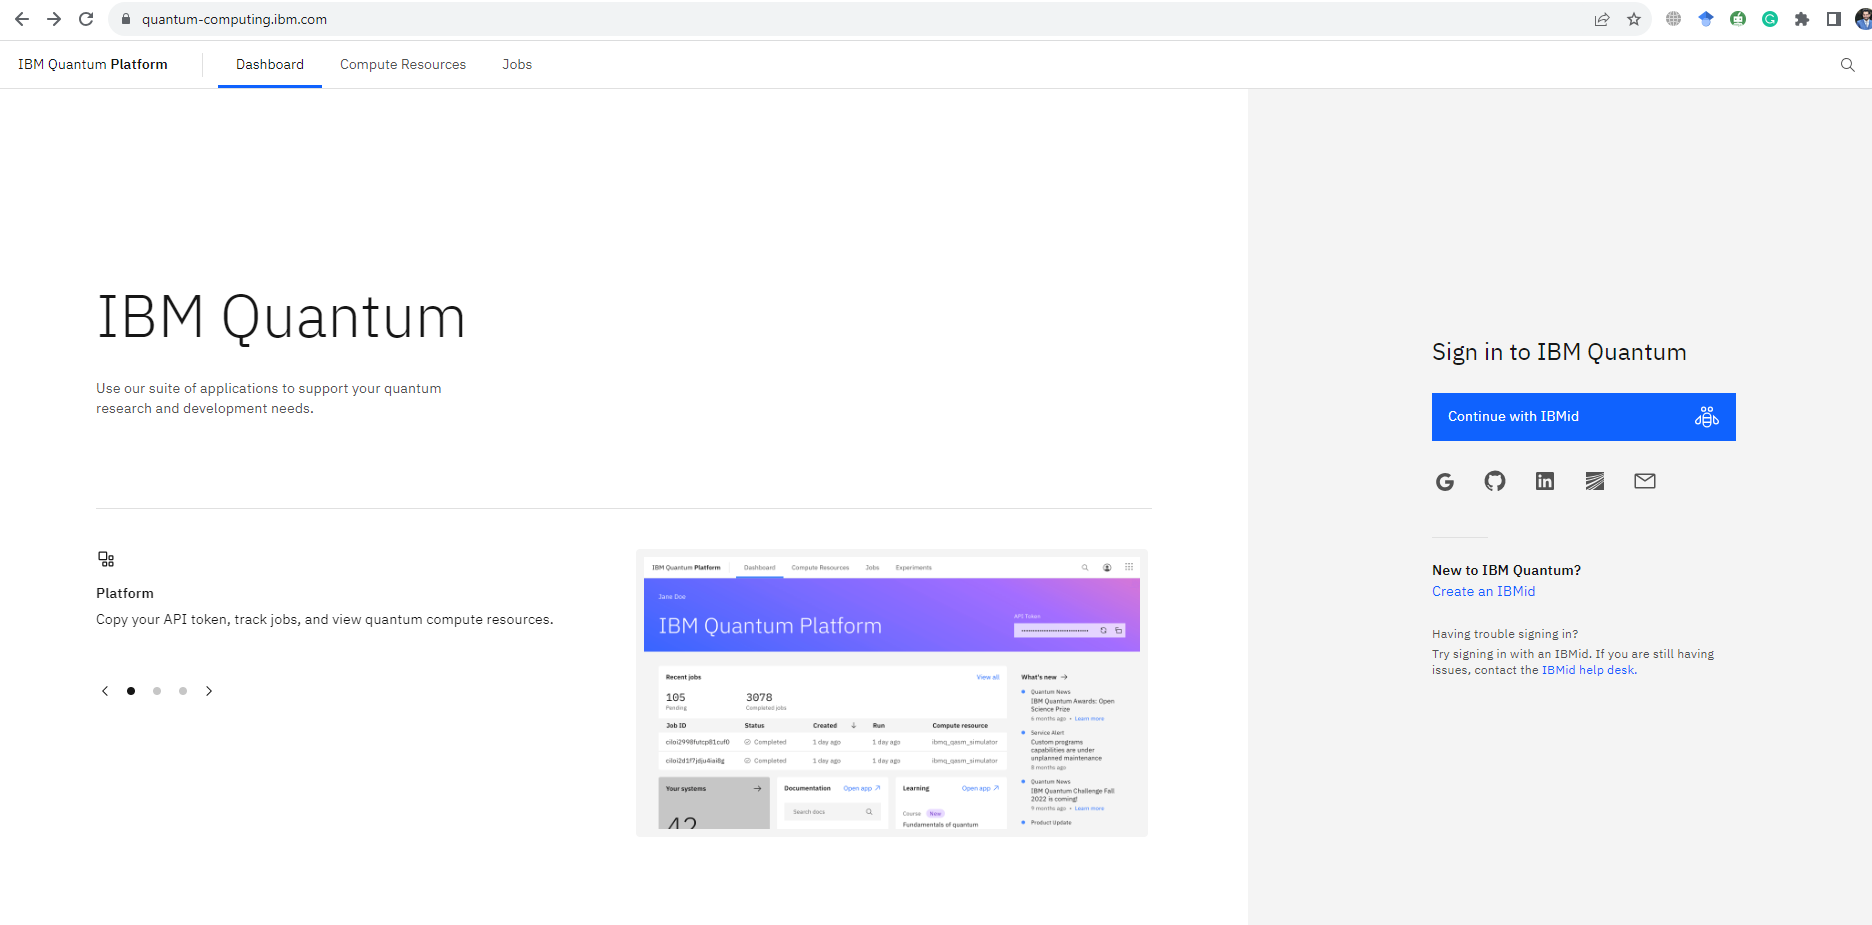 quantum-computing.ibm.com
IBM Quantum Platform
Dashboard
Compute Resources
Jobs
IBM Quantum
Use our suite of applications to support your quantum
research and development needs.
Platform
Copy your API token, track jobs, and view quantum compute resources.
IBM Quantum Platform
Dashboard
Compute Resources
Jobs
Experiments
Jane Doe
IBM Quantum Platform
API Token
Recent jobs
View all
105
3078
Pending
Completed jobs
Job ID Status Created Run Compute resource
ciloi2998futcp81cuf0 Completed 1 day ago 1 day ago ibmq_qasm_simulator
ciloi2d1f7jdju4iai8g Completed 1 day ago 1 day ago ibmq_qasm_simulator
Your systems
42
Documentation
Open app
Search docs
Learning
Open app
Course New
Fundamentals of quantum
What's new
Quantum News
IBM Quantum Awards: Open
Science Prize
6 months ago • Learn more
Service Alert
Custom programs
capabilities are under
unplanned maintenance
8 months ago
Quantum News
IBM Quantum Challenge Fall
2022 is coming!
9 months ago • Learn more
Product Update
Sign in to IBM Quantum
Continue with IBMid
New to IBM Quantum?
Create an IBMid
Having trouble signing in?
Try signing in with an IBMid. If you are still having
issues, contact the IBMid help desk.